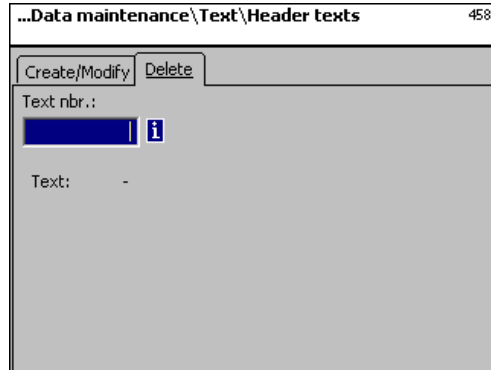 ...Data maintenance\Text\Header texts 458
Create/Modify Delete
Text nbr.:
i
Text: -